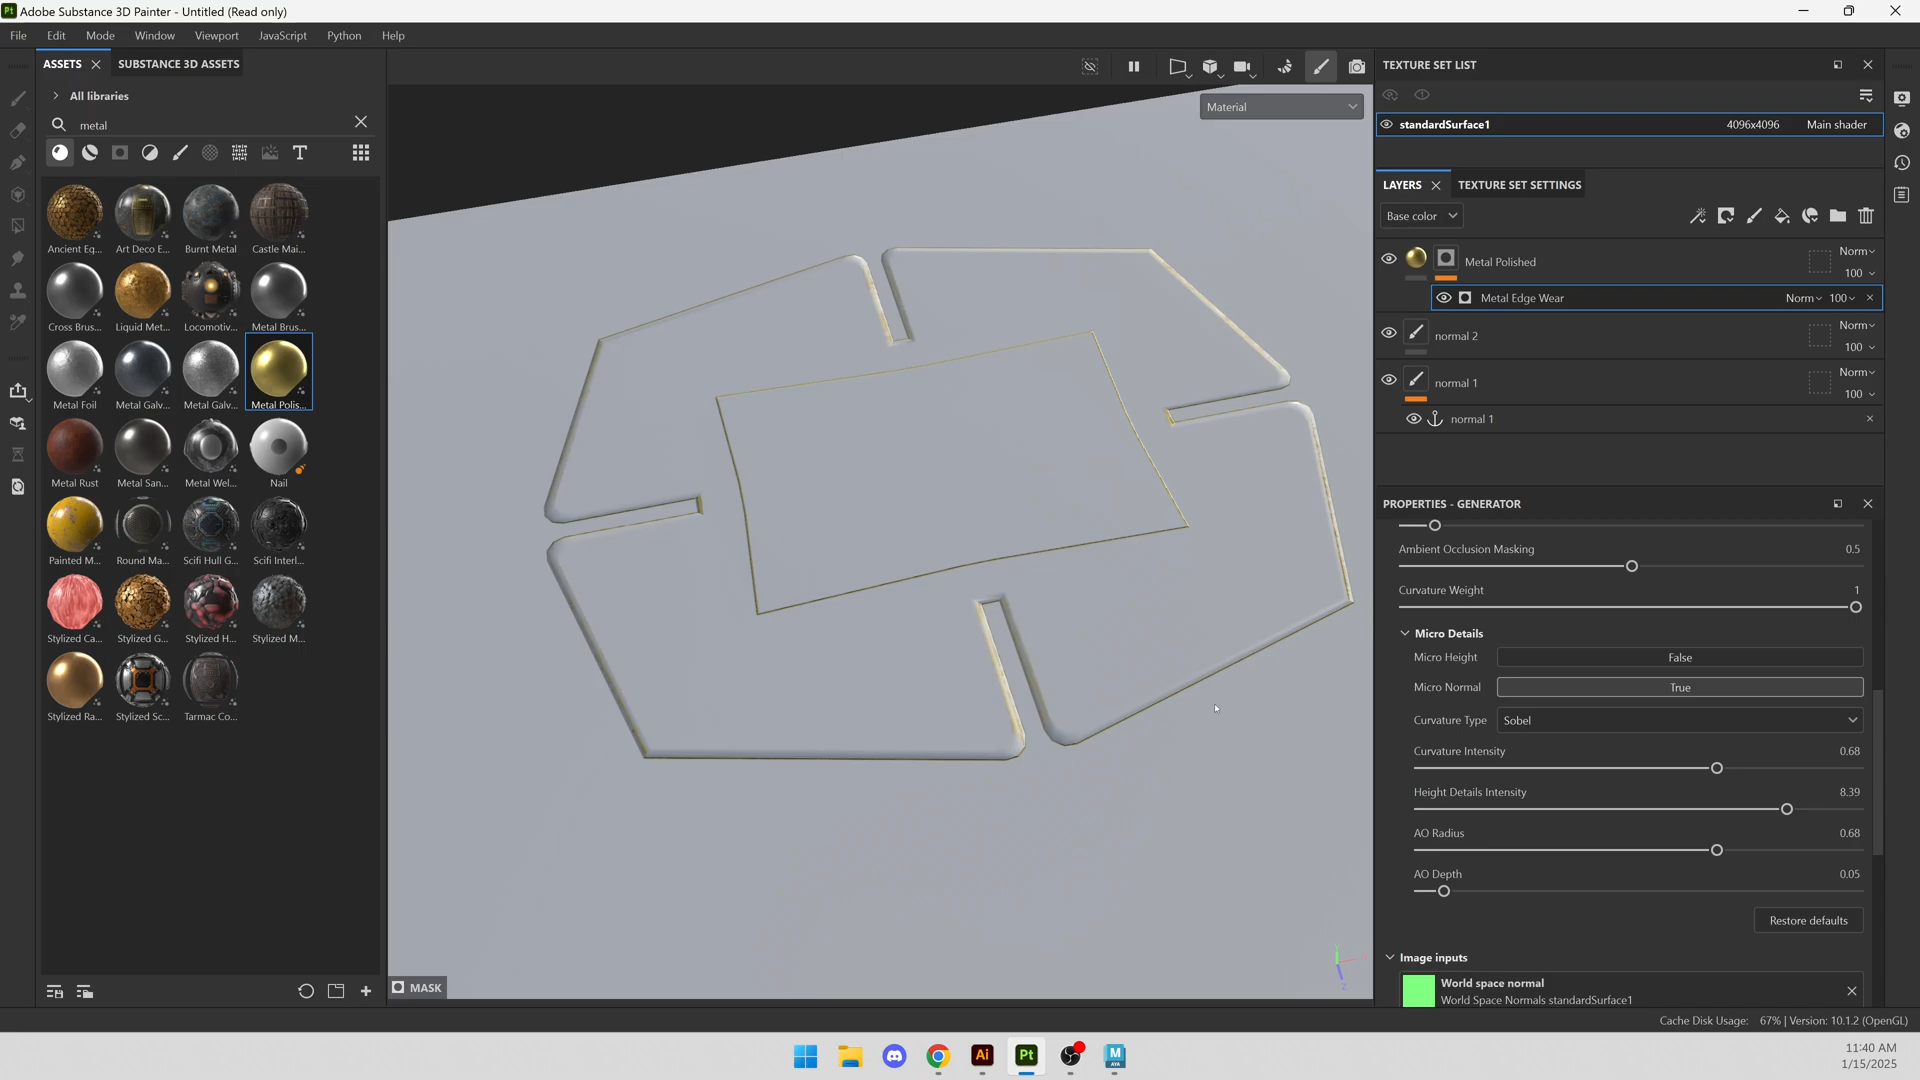 Pt Adobe Substance 3D Painter - Untitled (Read only)
File Edit Mode Window Viewport JavaScript Python Help
ASSETS SUBSTANCE 3D ASSETS
All libraries
metal
Ancient Eg... Art Deco E... Burnt Metal Castle Mai...
Cross Brus... Liquid Met... Locomotiv... Metal Brus...
Metal Foil Metal Galv... Metal Galv... Metal Polis...
Metal Rust Metal San... Metal Wel... Nail
Painted M... Round Ma... Scifi Hull G... Scifi Interl...
Stylized Ca... Stylized G... Stylized H... Stylized M...
Stylized Ra... Stylized Sc... Tarmac Co...
Material
MASK
Y
Z
TEXTURE SET LIST
standardSurface1 4096x4096 Main shader
LAYERS TEXTURE SET SETTINGS
Base color
Metal Polished Norm
100
Metal Edge Wear Norm 100
normal 2 Norm
100
normal 1 Norm
100
normal 1
PROPERTIES - GENERATOR
Ambient Occlusion Masking 0.5
Curvature Weight 1
Micro Details
Micro Height False
Micro Normal True
Curvature Type Sobel
Curvature Intensity 0.68
Height Details Intensity 8.39
AO Radius 0.68
AO Depth 0.05
Restore defaults
Image inputs
World space normal
World Space Normals standardSurface1
Cache Disk Usage: 67% | Version: 10.1.2 (OpenGL)
Ai Pt M
11:40 AM
1/15/2025